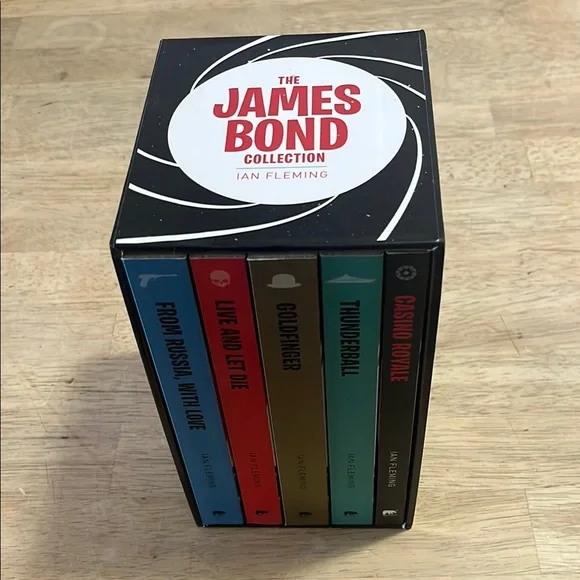 THE
JAMES
BOND
COLLECTION
IAN FLEMING
FROM RUSSIA, WITH LOVE
IAN FLEMING
LIVE AND LET DIE
IAN FLEMING
GOLDFINGER
IAN FLEMING
THUNDERBALL
IAN FLEMING
CASINO ROYALE
IAN FLEMING